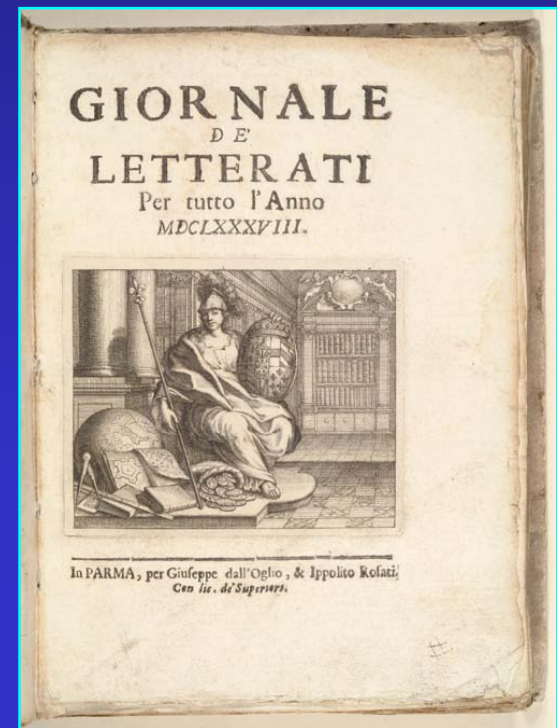 GIORNALE
DE'
LETTERATI
Per tutto l'Anno
MDCLXXXVIII.
In PARMA, per Giuseppe dall'Oglio, & Ippolito Rosati,
Con lic. de' Superiori.